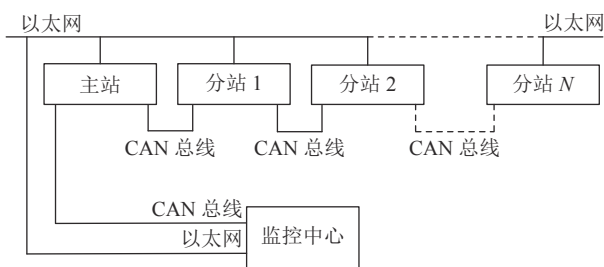 以太网 以太网
主站 分站 1 分站 2 分站 N
CAN 总线 CAN 总线 CAN 总线
CAN 总线
以太网 监控中心